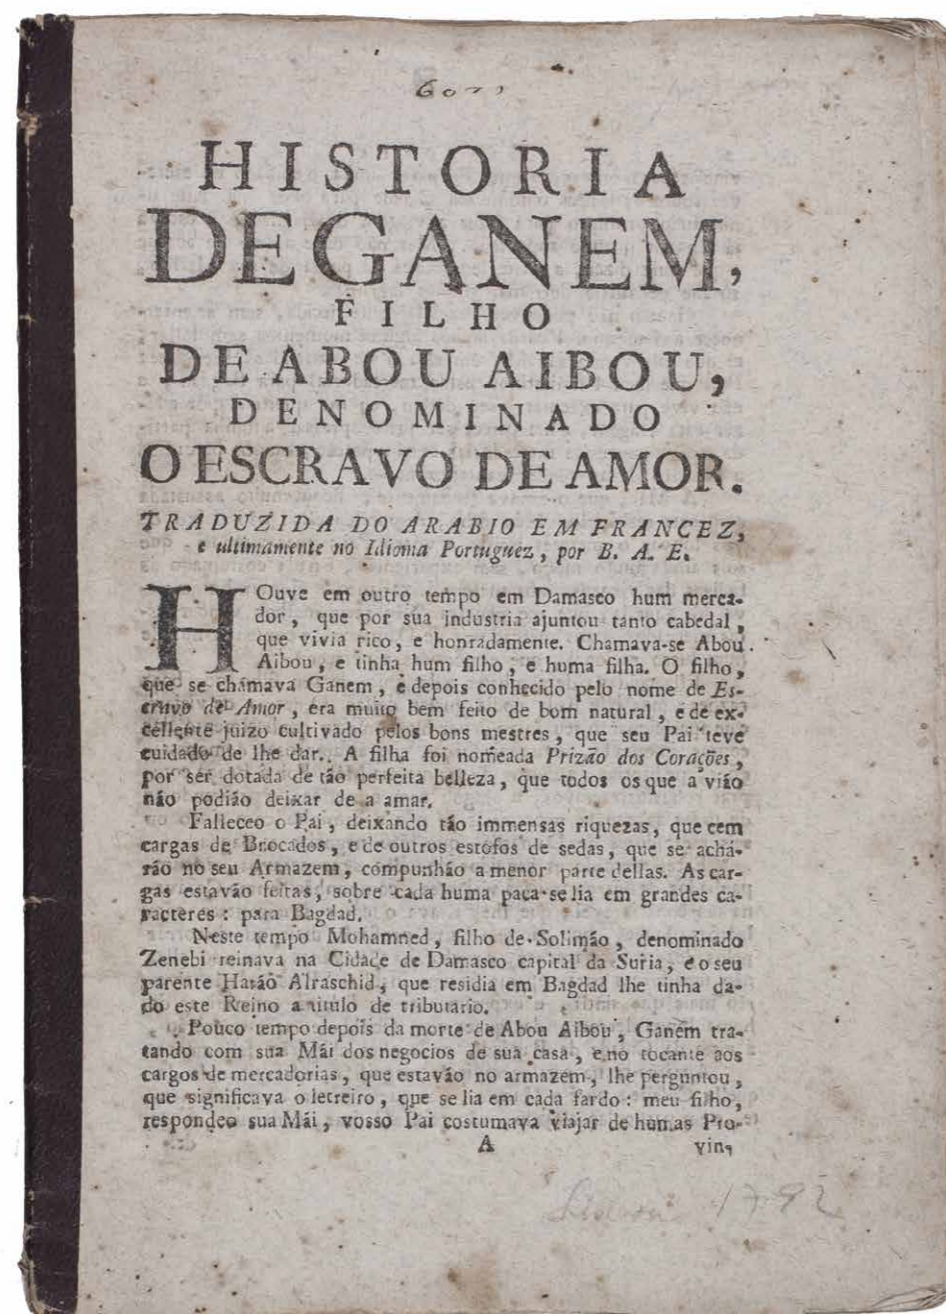 HISTORIA
DE GANEM,
FILHO
DE ABOU AIBOU,
DENOMINADO
O ESCRAVO DE AMOR.
TRADUZIDA DO ARABIO EM FRANCEZ,
e ultimamente no Idioma Portuguez, por B. A. E.
HOuve em outro tempo em Damasco hum merca-
dor, que por sua industria ajuntou tanto cabedal,
que vivia rico, e honradamente. Chamava-se Abou
Aibou, e tinha hum filho, e huma filha. O filho,
que se chamava Ganem, e depois conhecido pelo nome de Es-
cravo de Amor, era muito bem feito de bom natural, e de ex-
cellente juizo cultivado pelos bons mestres, que seu Pai teve
cuidado de lhe dar. A filha foi nomeada Prizão dos Corações,
por ser dotada de tão perfeita belleza, que todos os que a vião
não podião deixar de a amar.
Falleceo o Pai, deixando tão immensas riquezas, que cem
cargas de Brocados, e de outros estofos de sedas, que se achá-
rão no seu Armazem, compunhão a menor parte dellas. As car-
gas estavão feitas, sobre cada huma paca se lia em grandes ca-
racteres: para Bagdad.
Neste tempo Mohamned, filho de Solimão, denominado
Zenebi reinava na Cidade de Damasco capital da Suria, e o seu
parente Harão Alraschid, que residia em Bagdad lhe tinha da-
do este Reino a titulo de tributario.
Pouco tempo depois da morte de Abou Aibou, Ganem tra-
tando com sua Mái dos negocios de sua casa, e no tocante aos
cargos de mercadorias, que estavão no armazem, lhe perguntou,
que significava o letreiro, que se lia em cada fardo: meu filho,
respondeo sua Mái, vosso Pai costumava viajar de humas Pro-
A vin,
1792